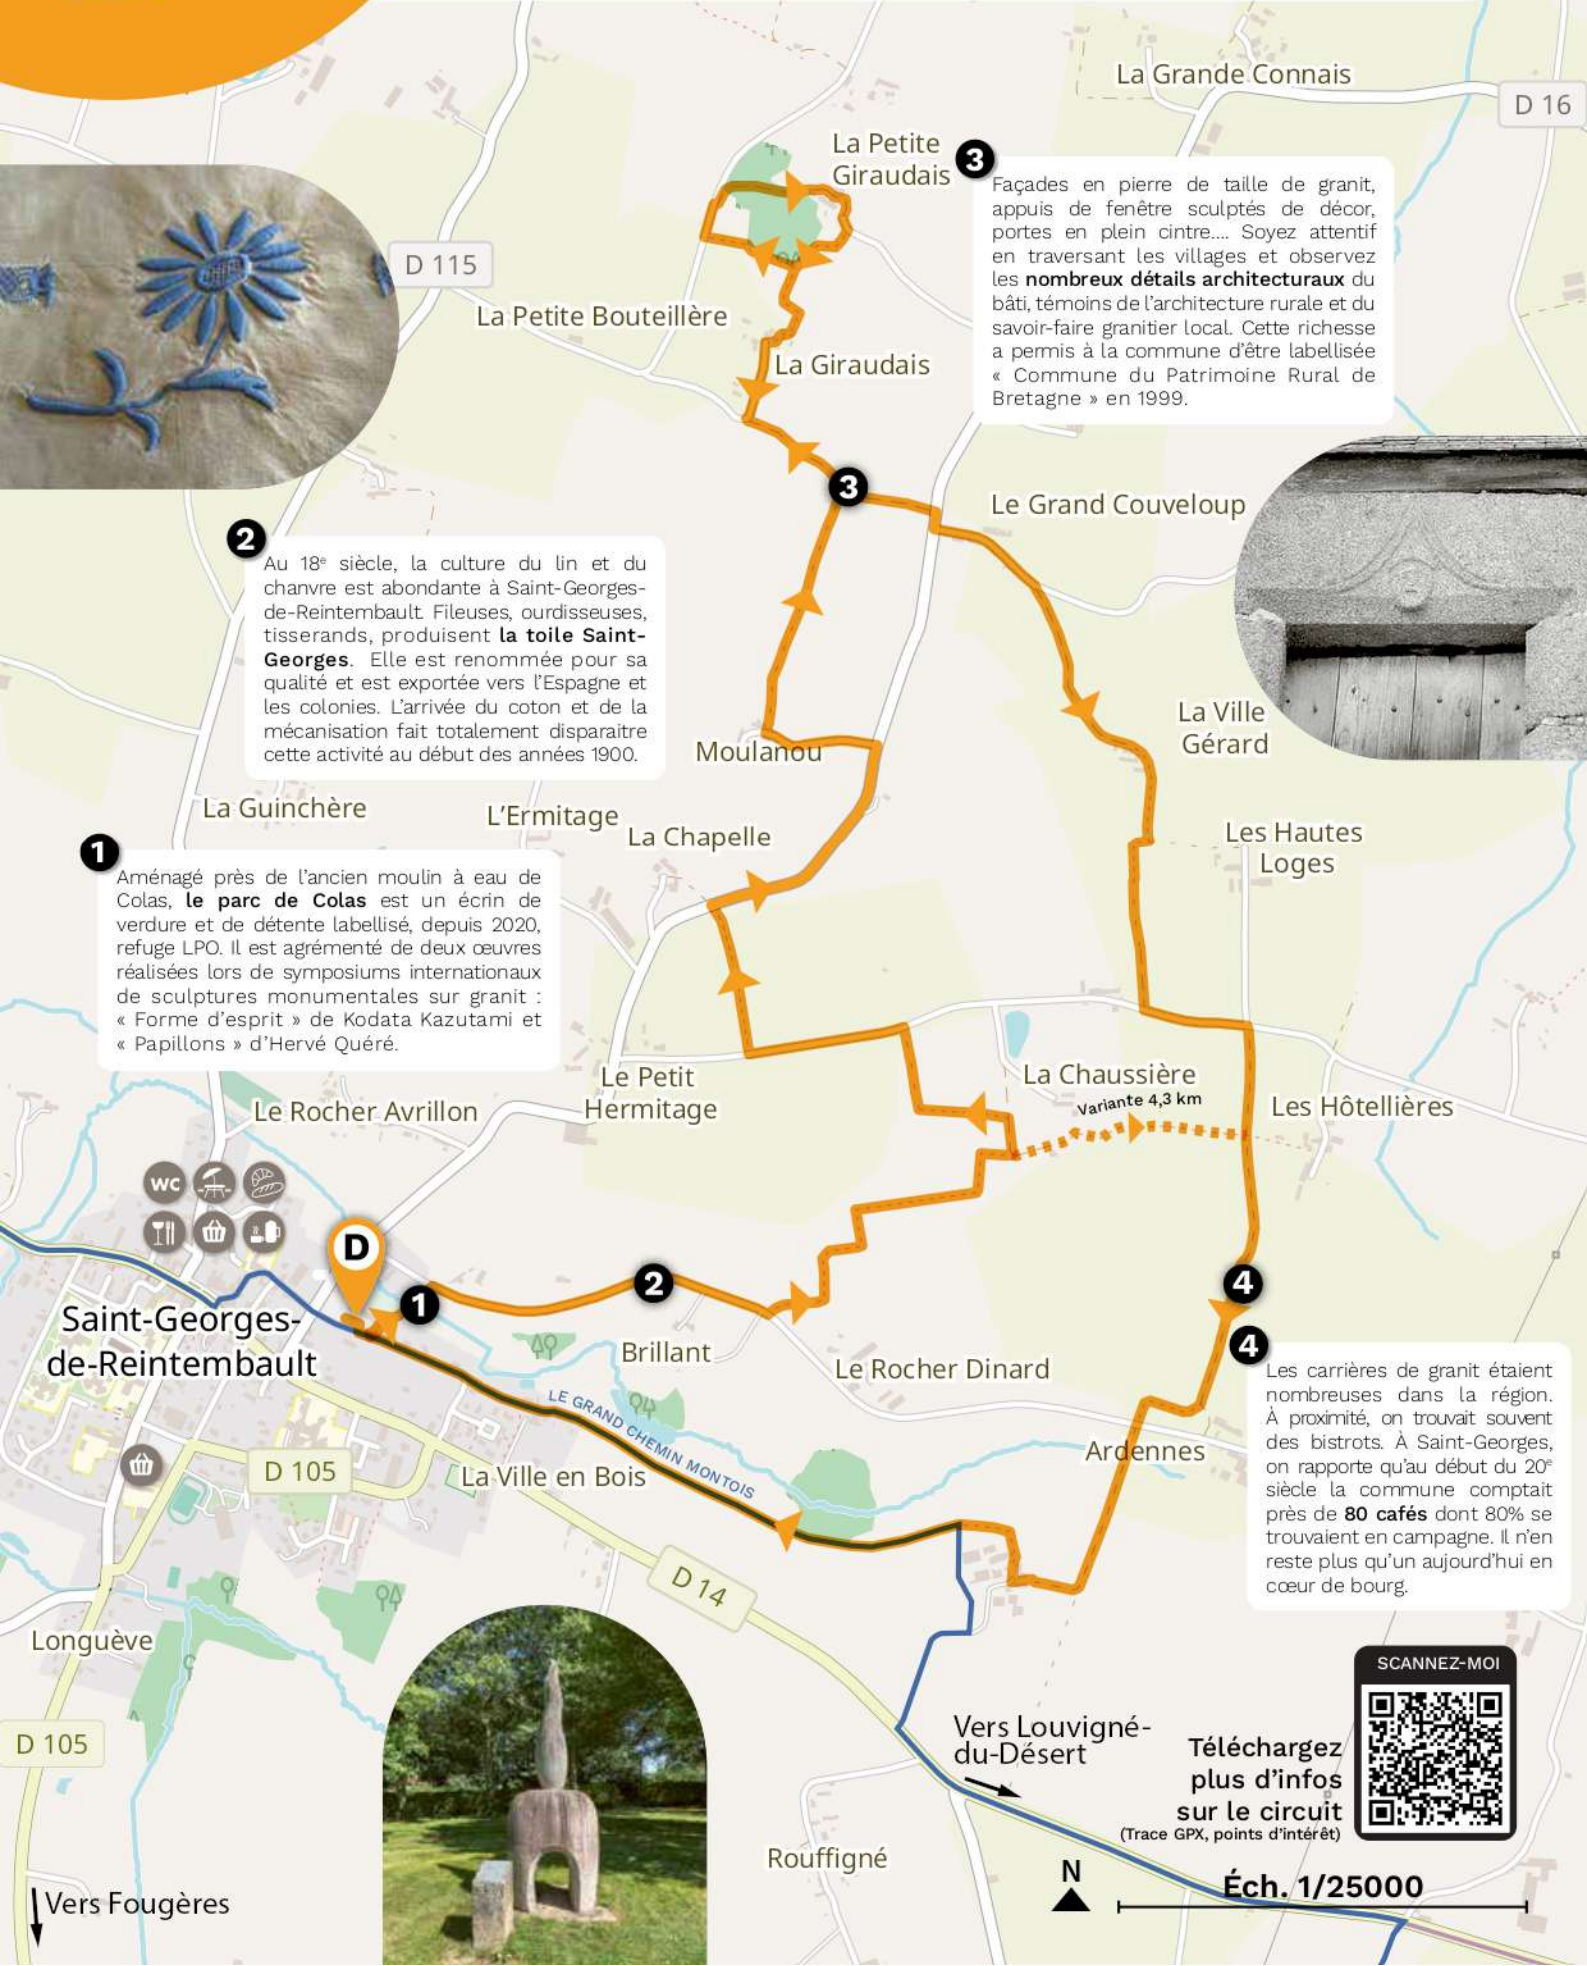 La Grande Connais
D 16
La Petite
Giraudais
3
Façades en pierre de taille de granit,
appuis de fenêtre sculptés de décor,
portes en plein cintre.... Soyez attentif
en traversant les villages et observez
les nombreux détails architecturaux du
bâti, témoins de l'architecture rurale et du
savoir-faire granitier local. Cette richesse
a permis à la commune d'être labellisée
« Commune du Patrimoine Rural de
Bretagne » en 1999.
D 115
La Petite Bouteillère
La Giraudais
3
Le Grand Couveloup
2
Au 18e siècle, la culture du lin et du
chanvre est abondante à Saint-Georges-
de-Reintembault. Fileuses, ourdisseuses,
tisserands, produisent la toile Saint-
Georges. Elle est renommée pour sa
qualité et est exportée vers l'Espagne et
les colonies. L'arrivée du coton et de la
mécanisation fait totalement disparaitre
cette activité au début des années 1900.
La Ville
Gérard
Moulanou
La Guinchère
L'Ermitage
La Chapelle
Les Hautes
Loges
1
Aménagé près de l'ancien moulin à eau de
Colas, le parc de Colas est un écrin de
verdure et de détente labellisé, depuis 2020,
refuge LPO. Il est agrémenté de deux œuvres
réalisées lors de symposiums internationaux
de sculptures monumentales sur granit :
« Forme d'esprit » de Kodata Kazutami et
« Papillons » d'Hervé Quéré.
Le Petit
Hermitage
La Chaussière
Variante 4,3 km
Les Hôtellières
Le Rocher Avrillon
WC
D
1
2
4
Saint-Georges-
de-Reintembault
Brillant
Le Rocher Dinard
4
Les carrières de granit étaient
nombreuses dans la région.
À proximité, on trouvait souvent
des bistrots. À Saint-Georges,
on rapporte qu'au début du 20e
siècle la commune comptait
près de 80 cafés dont 80% se
trouvaient en campagne. Il n'en
reste plus qu'un aujourd'hui en
cœur de bourg.
LE GRAND CHEMIN MONTOIS
Ardennes
D 105
La Ville en Bois
D 14
Longuève
D 105
SCANNEZ-MOI
Vers Louvigné-
du-Désert
Téléchargez
plus d'infos
sur le circuit
(Trace GPX, points d'intérêt)
Rouffigné
N
Éch. 1/25000
Vers Fougères